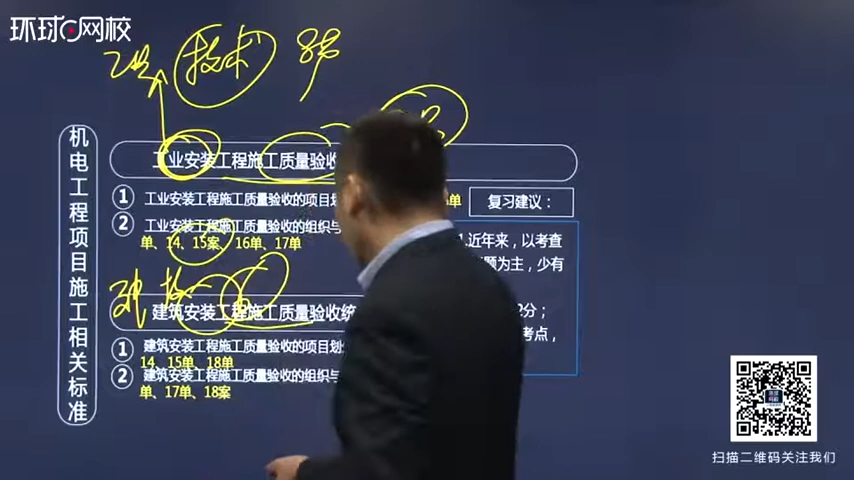 环球网校
技术
机电工程项目施工相关标准
工业安装工程施工质量验收
1 工业安装工程施工质量验收的项目
单
2 工业安装工程施工质量验收的组织与
单、14、15案、16单、17单
复习建议：
1.近年来，以考查
题为主，少有
分；
考点，
建筑安装工程施工质量验收统
1 建筑安装工程施工质量验收的项目
14、15单、18单
2 建筑安装工程施工质量验收的组织与
单、17单、18案
扫描二维码关注我们